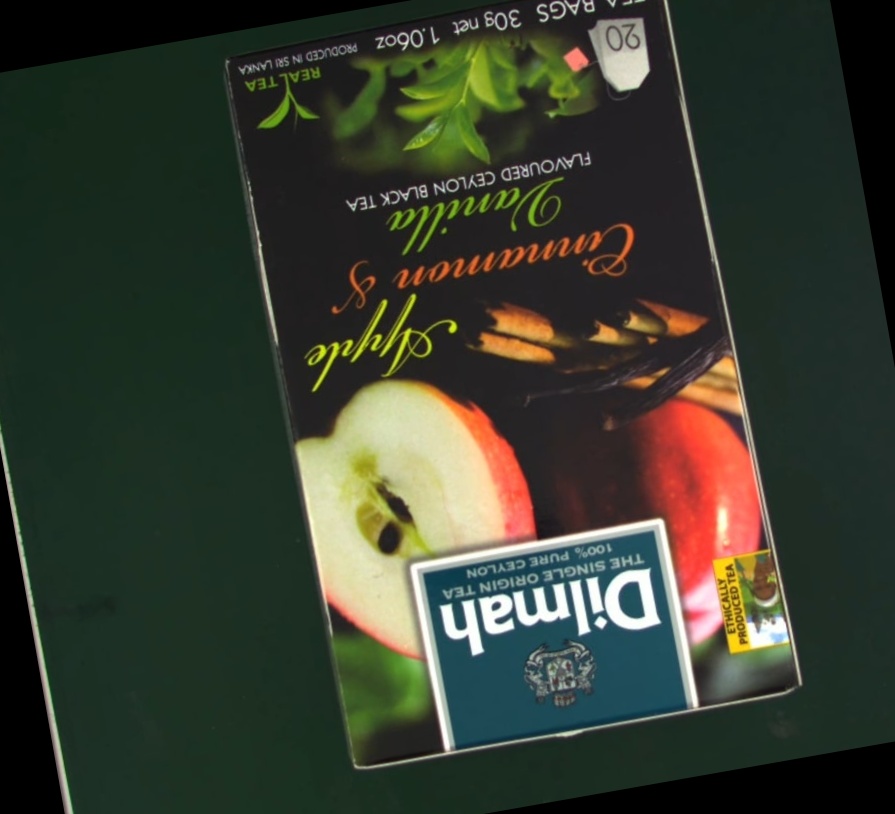 Dilmah
THE SINGLE ORIGIN TEA
100% PURE CEYLON
ETHICALLY
PRODUCED TEA
Apple
Cinnamon &
Vanilla
FLAVOURED CEYLON BLACK TEA
REAL TEA
PRODUCED IN SRI LANKA
20
TEA BAGS 30g net 1.06oz